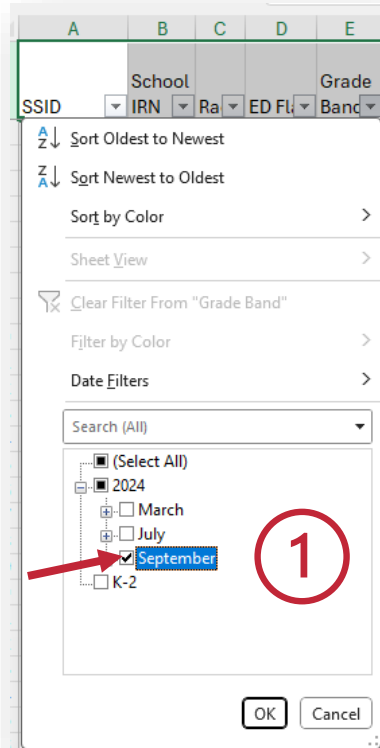 A B C D E
School Grade
SSID IRN Ra ED Fl Band
Sort Oldest to Newest
Sort Newest to Oldest
Sort by Color
Sheet View
Clear Filter From "Grade Band"
Filter by Color
Date Filters
Search (All)
(Select All)
2024
March
July
September
K-2
1
OK Cancel